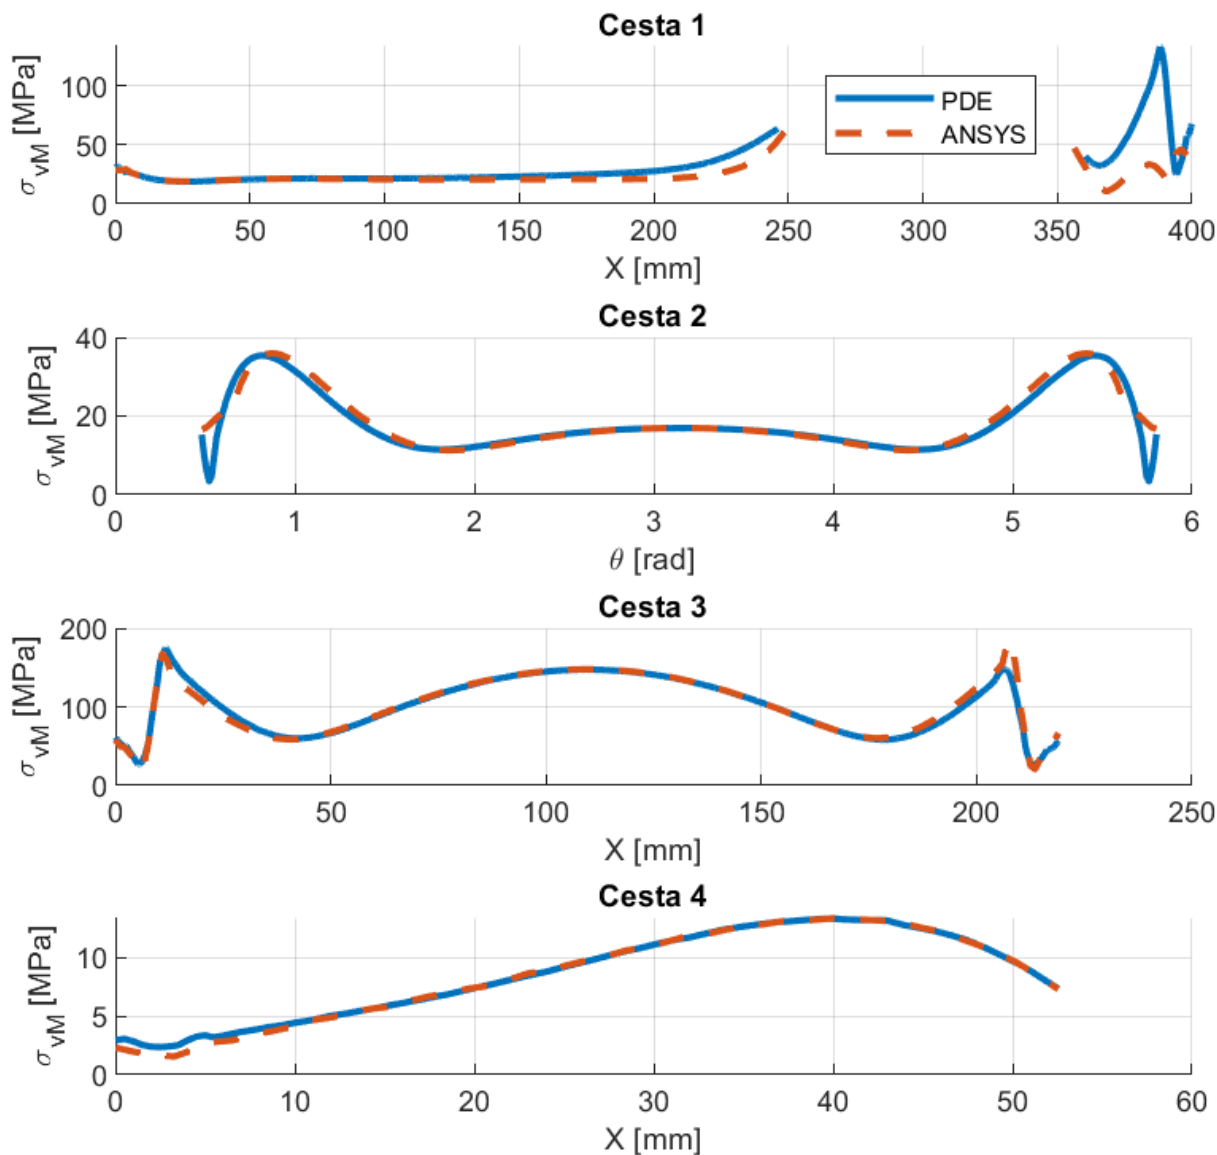 Cesta 1
σvM [MPa]
100
50
0
PDE
ANSYS
0 50 100 150 200 250 300 350 400
X [mm]
Cesta 2
σvM [MPa]
40
20
0
0 1 2 3 4 5 6
θ [rad]
Cesta 3
σvM [MPa]
200
100
0
0 50 100 150 200 250
X [mm]
Cesta 4
σvM [MPa]
10
5
0
0 10 20 30 40 50 60
X [mm]